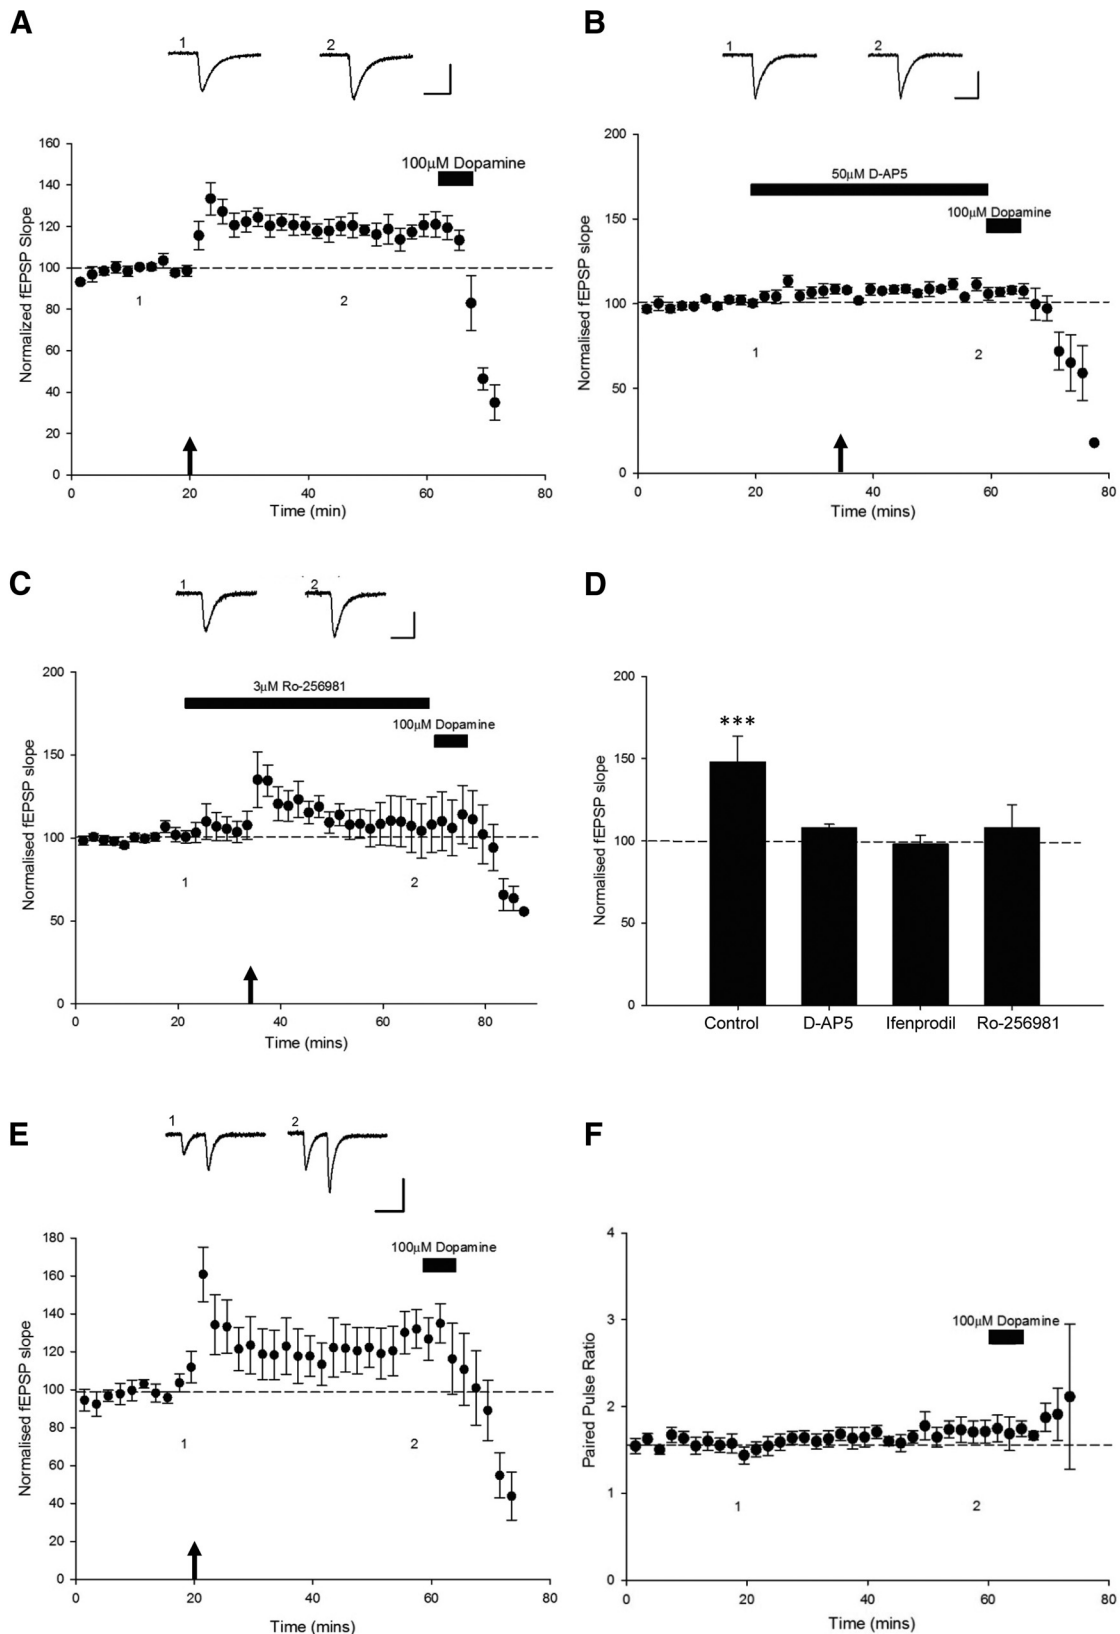 A
1
2
100μM Dopamine
Normalized fEPSP Slope
160
140
120
100
80
60
40
20
0
1
2
0
20
40
60
80
Time (min)
B
1
2
50μM D-AP5
100μM Dopamine
Normalised fEPSP slope
200
150
100
50
0
1
2
0
20
40
60
80
Time (mins)
C
1
2
3μM Ro-256981
100μM Dopamine
Normalised fEPSP slope
200
150
100
50
0
1
2
0
20
40
60
80
Time (mins)
D
Normalised fEPSP slope
200
150
100
50
0
***
Control
D-AP5
Ifenprodil
Ro-256981
E
1
2
100μM Dopamine
Normalised fEPSP slope
180
160
140
120
100
80
60
40
20
0
1
2
0
20
40
60
80
Time (mins)
F
100μM Dopamine
Paired Pulse Ratio
4
3
2
1
0
1
2
0
20
40
60
80
Time (mins)